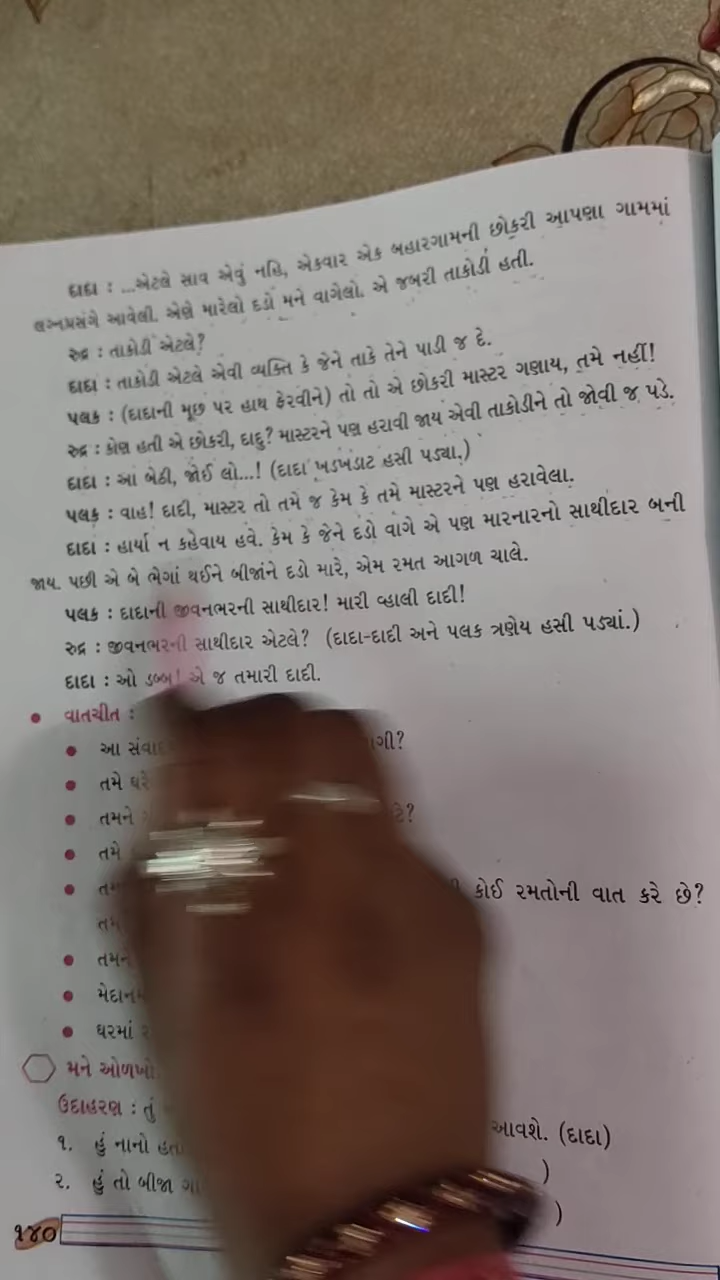 દાદા : ...એટલે સાવ એવું નહિ, એકવાર એક બહારગામની છોકરી આપણા ગામમાં
લગ્નપ્રસંગે આવેલી. એણે મારેલો દડો મને વાગેલો. એ જબરી તાકોડી હતી.
રુદ્ર : તાકોડી એટલે?
દાદા : તાકોડી એટલે એવી વ્યક્તિ કે જેને તાકે તેને પાડી જ દે.
પલક : (દાદાની મૂછ પર હાથ ફેરવીને) તો તો એ છોકરી માસ્ટર ગણાય, તમે નહીં!
રુદ્ર : કોણ હતી એ છોકરી, દાદુ? માસ્ટરને પણ હરાવી જાય એવી તાકોડીને તો જોવી જ પડે.
દાદા : આ બેઠી, જોઈ લો...! (દાદા ખડખડાટ હસી પડ્યા.)
પલક : વાહ! દાદી, માસ્ટર તો તમે જ કેમ કે તમે માસ્ટરને પણ હરાવેલા.
દાદા : હાર્યા ન કહેવાય હવે. કેમ કે જેને દડો વાગે એ પણ મારનારનો સાથીદાર બની
જાય. પછી એ બે ભેગાં થઈને બીજાંને દડો મારે, એમ રમત આગળ ચાલે.
પલક : દાદાની જીવનભરની સાથીદાર! મારી વ્હાલી દાદી!
રુદ્ર : જીવનભરની સાથીદાર એટલે? (દાદા-દાદી અને પલક ત્રણેય હસી પડ્યાં.)
દાદા : ઓ ડબ્બા! એ જ તમારી દાદી.
• વાતચીત :
• આ
• તમે ઘરે
• તમને
• તમે
• કોઈ રમતોની વાત કરે છે?
• તમને
•
• ઘરમાં
મને ઓળખો
ઉદાહરણ : તું
૧. હું નાનો આવશે. (દાદા)
૨. હું તો બીજા )
)
૧૪૦